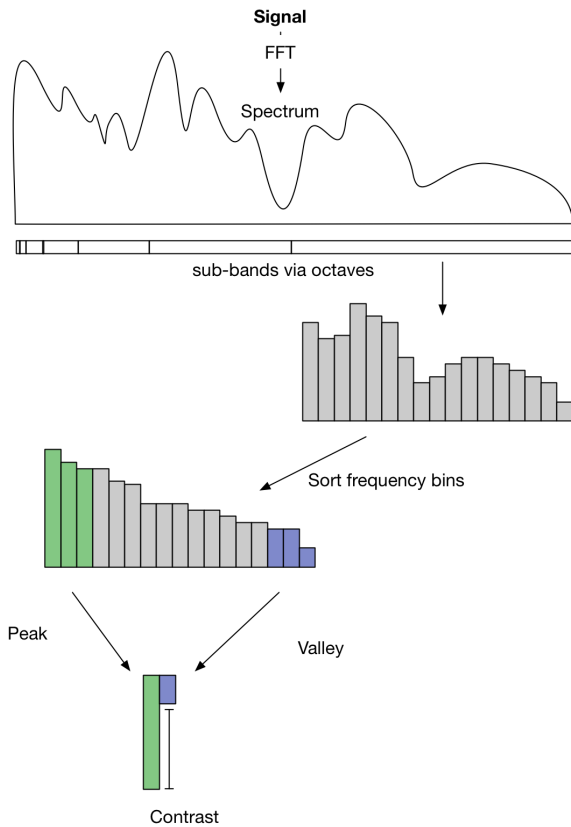 Signal
FFT
Spectrum
sub-bands via octaves
Sort frequency bins
Peak
Valley
Contrast